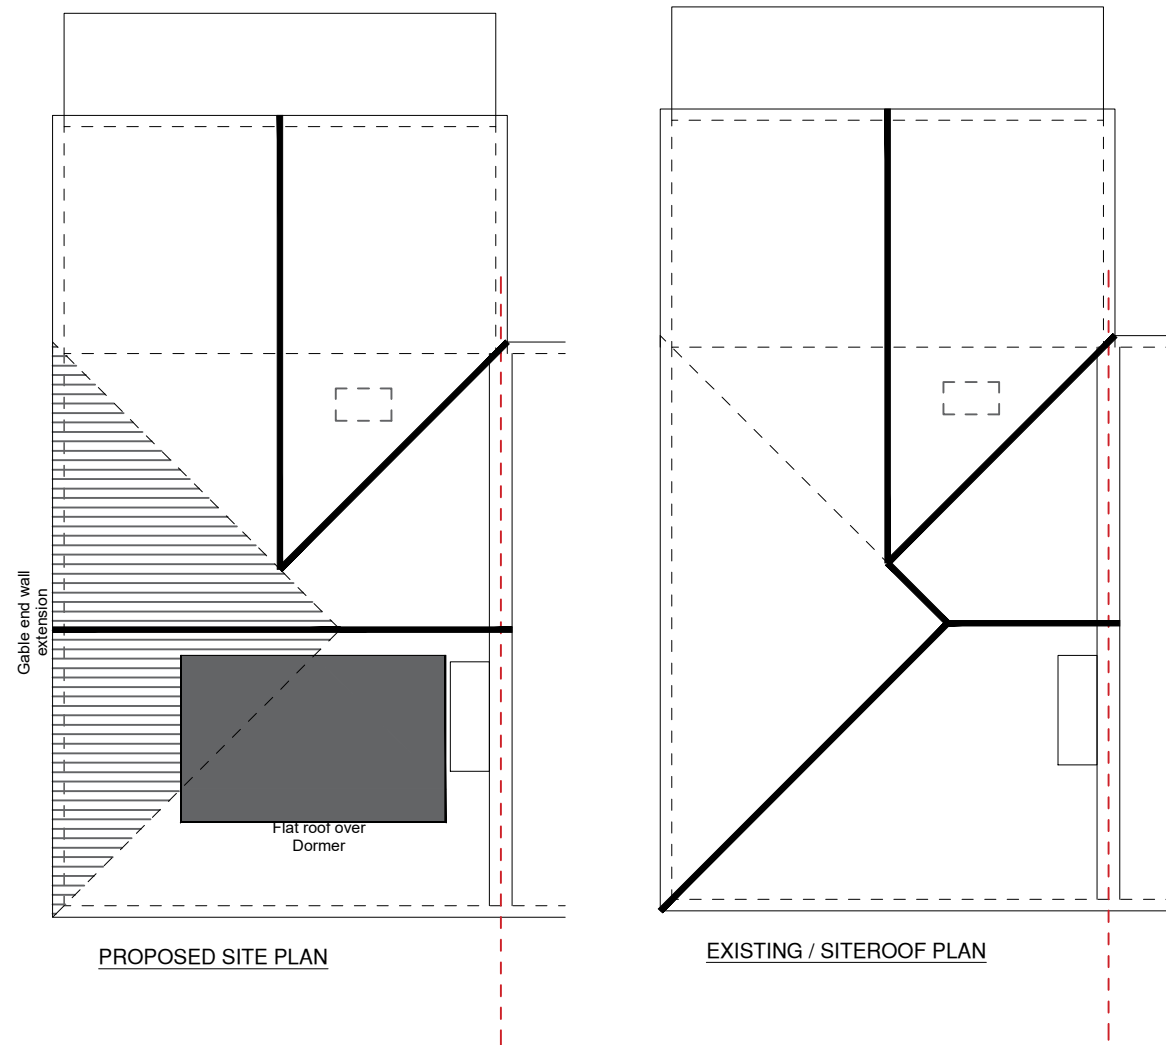 Gable end wall
extension
Flat roof over
Dormer
PROPOSED SITE PLAN
EXISTING / SITEROOF PLAN